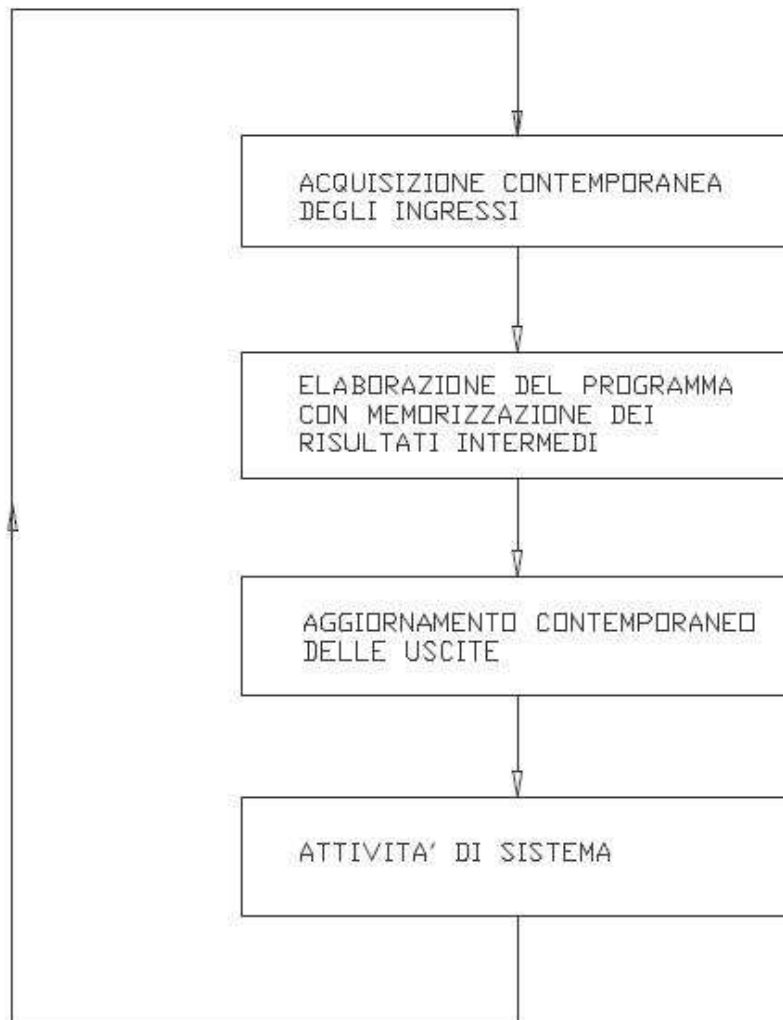 ACQUISIZIONE CONTEMPORANEA
DEGLI INGRESSI
ELABORAZIONE DEL PROGRAMMA
CON MEMORIZZAZIONE DEI
RISULTATI INTERMEDI
AGGIORNAMENTO CONTEMPORANEO
DELLE USCITE
ATTIVITA' DI SISTEMA